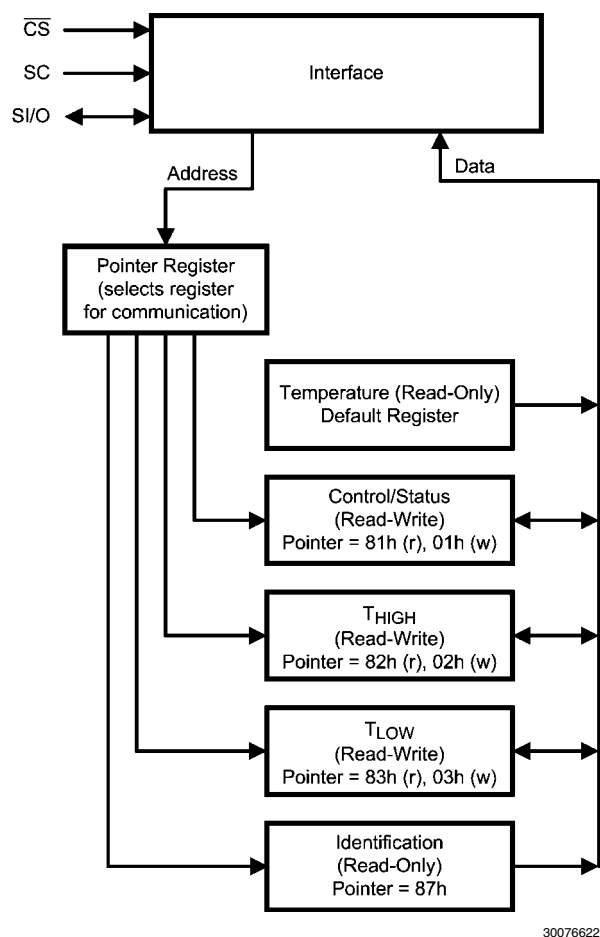 CS
SC
SI/O
Interface
Address
Data
Pointer Register
(selects register
for communication)
Temperature (Read-Only)
Default Register
Control/Status
(Read-Write)
Pointer = 81h (r), 01h (w)
THIGH
(Read-Write)
Pointer = 82h (r), 02h (w)
TLOW
(Read-Write)
Pointer = 83h (r), 03h (w)
Identification
(Read-Only)
Pointer = 87h
30076622